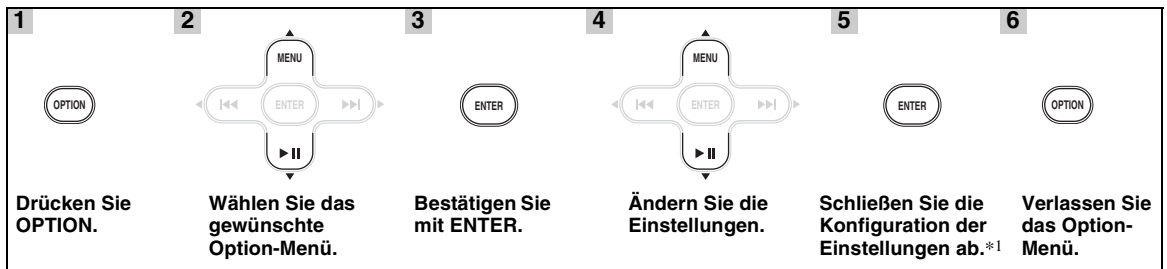 1
2
3
4
5
6
OPTION
MENU
ENTER
ENTER
MENU
ENTER
ENTER
OPTION
Drücken Sie
OPTION.
Wählen Sie das
gewünschte
Option-Menü.
Bestätigen Sie
mit ENTER.
Ändern Sie die
Einstellungen.
Schließen Sie die
Konfiguration der
Einstellungen ab.*1
Verlassen Sie
das Option-
Menü.